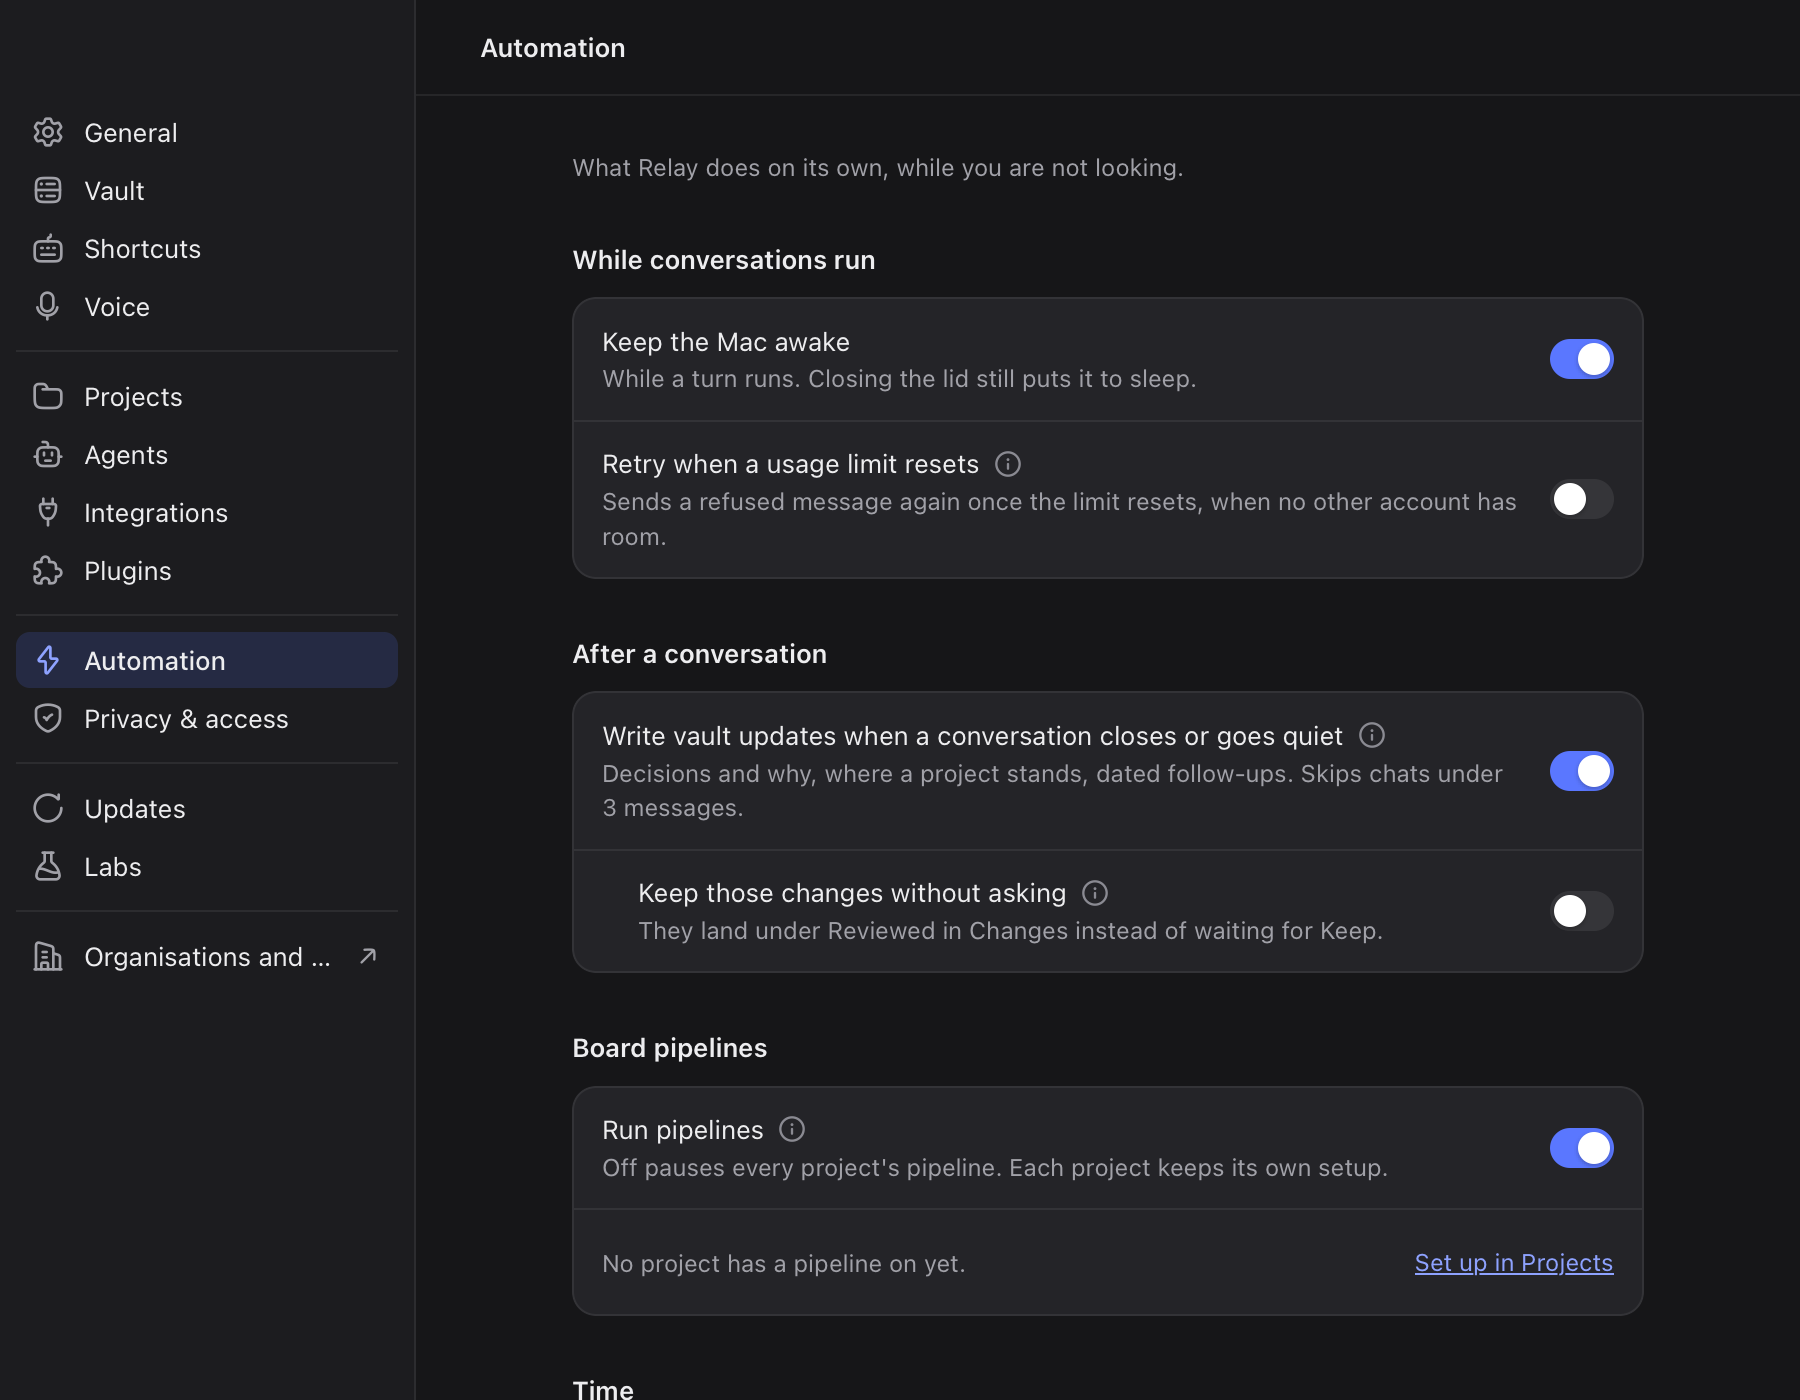 Automation
General
Vault
Shortcuts
Voice
Projects
Agents
Integrations
Plugins
Automation
Privacy & access
Updates
Labs
Organisations and ...
What Relay does on its own, while you are not looking.
While conversations run
Keep the Mac awake
While a turn runs. Closing the lid still puts it to sleep.
Retry when a usage limit resets
Sends a refused message again once the limit resets, when no other account has
room.
After a conversation
Write vault updates when a conversation closes or goes quiet
Decisions and why, where a project stands, dated follow-ups. Skips chats under
3 messages.
Keep those changes without asking
They land under Reviewed in Changes instead of waiting for Keep.
Board pipelines
Run pipelines
Off pauses every project's pipeline. Each project keeps its own setup.
No project has a pipeline on yet.
Set up in Projects
Time